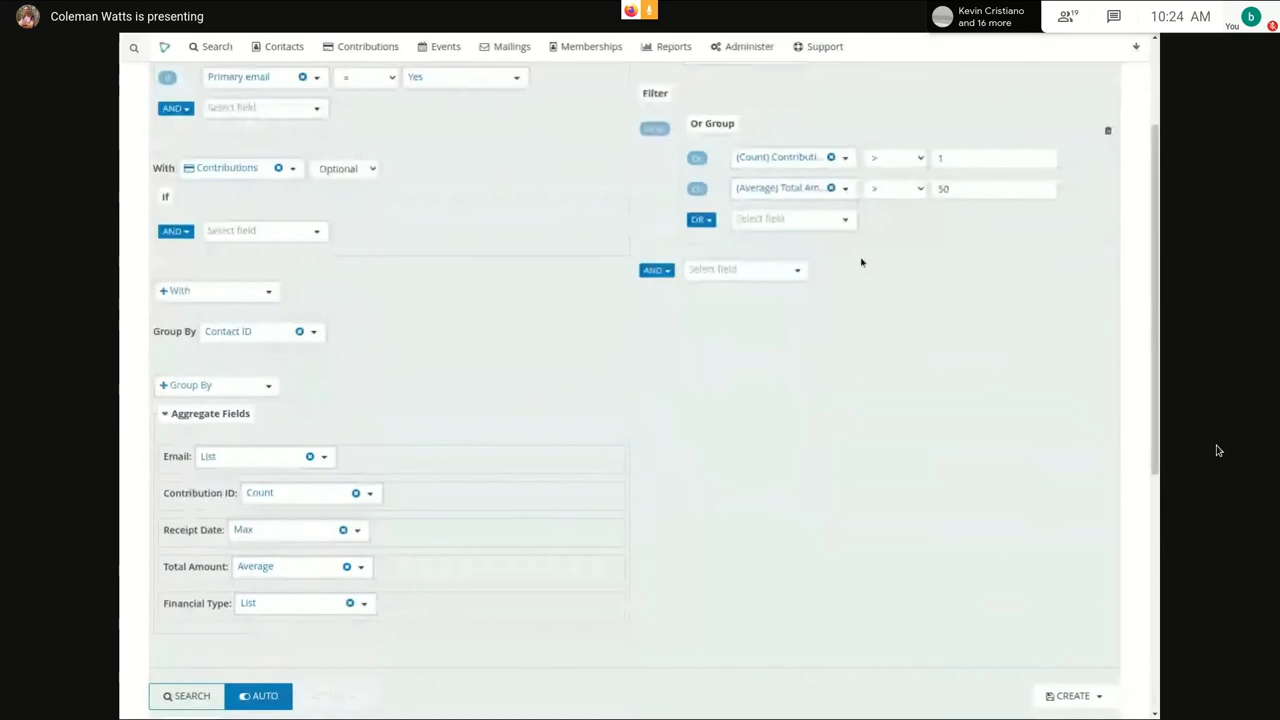 Coleman Watts is presenting
Kevin Cristiano
and 16 more
19
10:24 AM
b
You
Search
Contacts
Contributions
Events
Mailings
Memberships
Reports
Administer
Support
If
Primary email
=
Yes
AND
Select field
With
Contributions
Optional
If
AND
Select field
+ With
Group By
Contact ID
+ Group By
Aggregate Fields
Email:
List
Contribution ID:
Count
Receipt Date:
Max
Total Amount:
Average
Financial Type:
List
SEARCH
AUTO
Filter
Or Group
Or
(Count) Contributi...
>
1
Or
(Average) Total Am...
>
50
OR
Select field
AND
Select field
CREATE